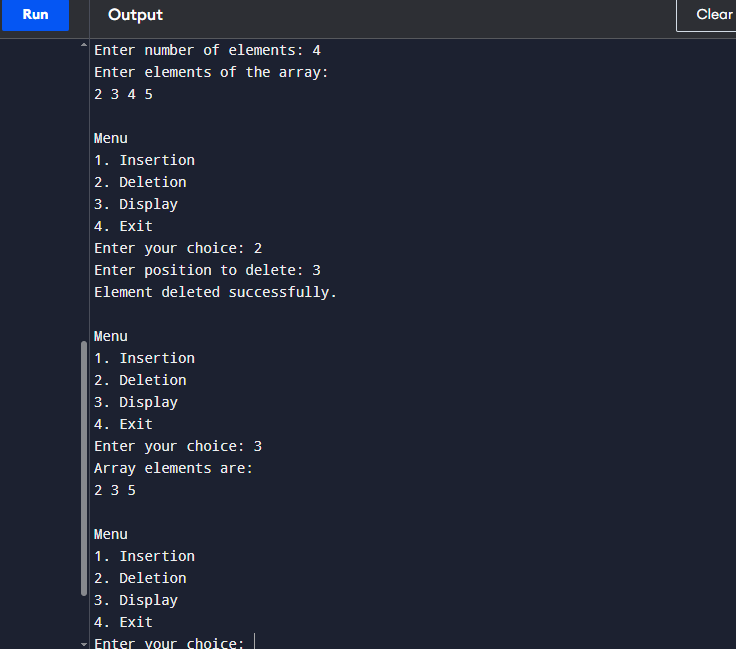 Run Output Clear
Enter number of elements: 4
Enter elements of the array:
2 3 4 5
Menu
1. Insertion
2. Deletion
3. Display
4. Exit
Enter your choice: 2
Enter position to delete: 3
Element deleted successfully.
Menu
1. Insertion
2. Deletion
3. Display
4. Exit
Enter your choice: 3
Array elements are:
2 3 5
Menu
1. Insertion
2. Deletion
3. Display
4. Exit
Enter your choice: